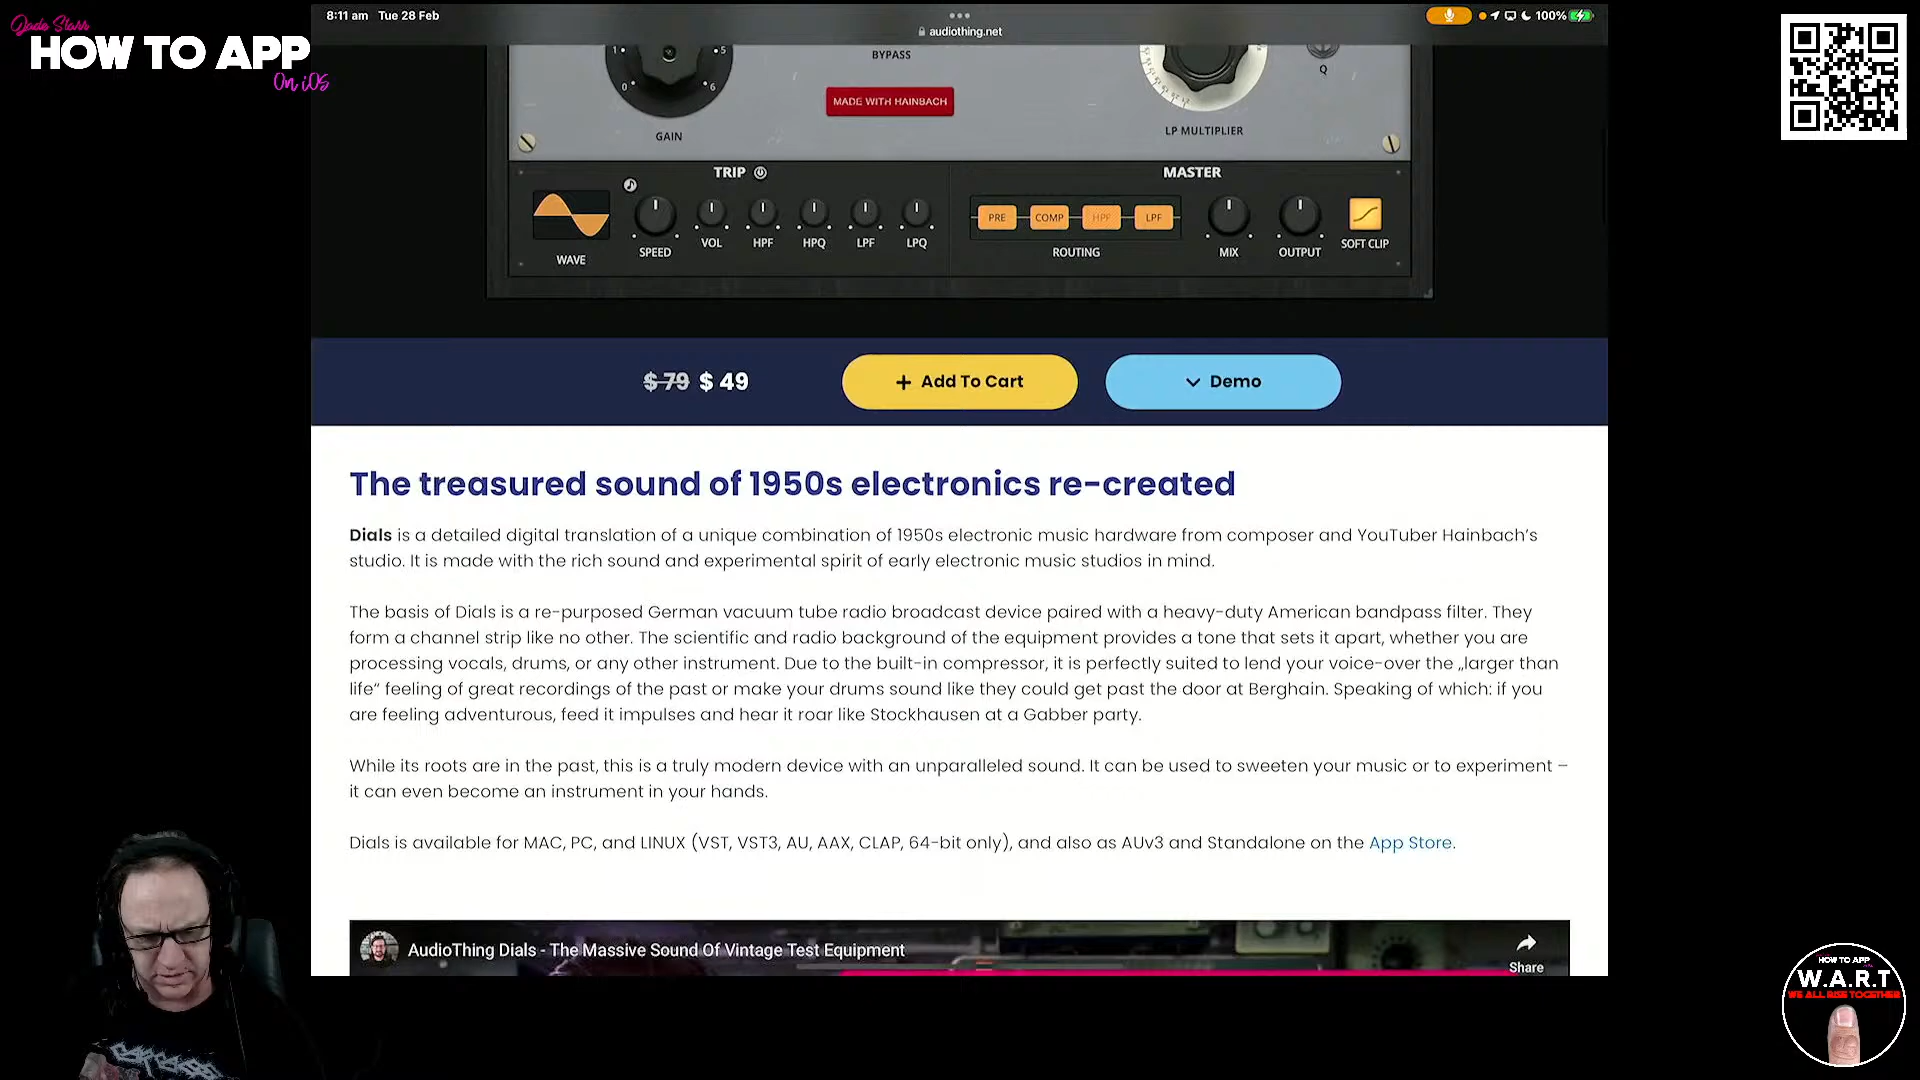 Jade Starr
HOW TO APP
On iOS
8:11 am Tue 28 Feb
audiothing.net
100%
1 5
0 6
GAIN
BYPASS
MADE WITH HAINBACH
LP MULTIPLIER
Q
TRIP
WAVE
SPEED
VOL
HPF
HPQ
LPF
LPQ
MASTER
PRE COMP HPF LPF
ROUTING
MIX
OUTPUT
SOFT CLIP
$ 79 $ 49
+ Add To Cart
Demo
The treasured sound of 1950s electronics re-created
Dials is a detailed digital translation of a unique combination of 1950s electronic music hardware from composer and YouTuber Hainbach’s
studio. It is made with the rich sound and experimental spirit of early electronic music studios in mind.
The basis of Dials is a re-purposed German vacuum tube radio broadcast device paired with a heavy-duty American bandpass filter. They
form a channel strip like no other. The scientific and radio background of the equipment provides a tone that sets it apart, whether you are
processing vocals, drums, or any other instrument. Due to the built-in compressor, it is perfectly suited to lend your voice-over the „larger than
life“ feeling of great recordings of the past or make your drums sound like they could get past the door at Berghain. Speaking of which: if you
are feeling adventurous, feed it impulses and hear it roar like Stockhausen at a Gabber party.
While its roots are in the past, this is a truly modern device with an unparalleled sound. It can be used to sweeten your music or to experiment –
it can even become an instrument in your hands.
Dials is available for MAC, PC, and LINUX (VST, VST3, AU, AAX, CLAP, 64-bit only), and also as AUv3 and Standalone on the App Store.
AudioThing Dials - The Massive Sound Of Vintage Test Equipment
Share
HOW TO APP
W.A.R.T
WE ALL RISE TOGETHER